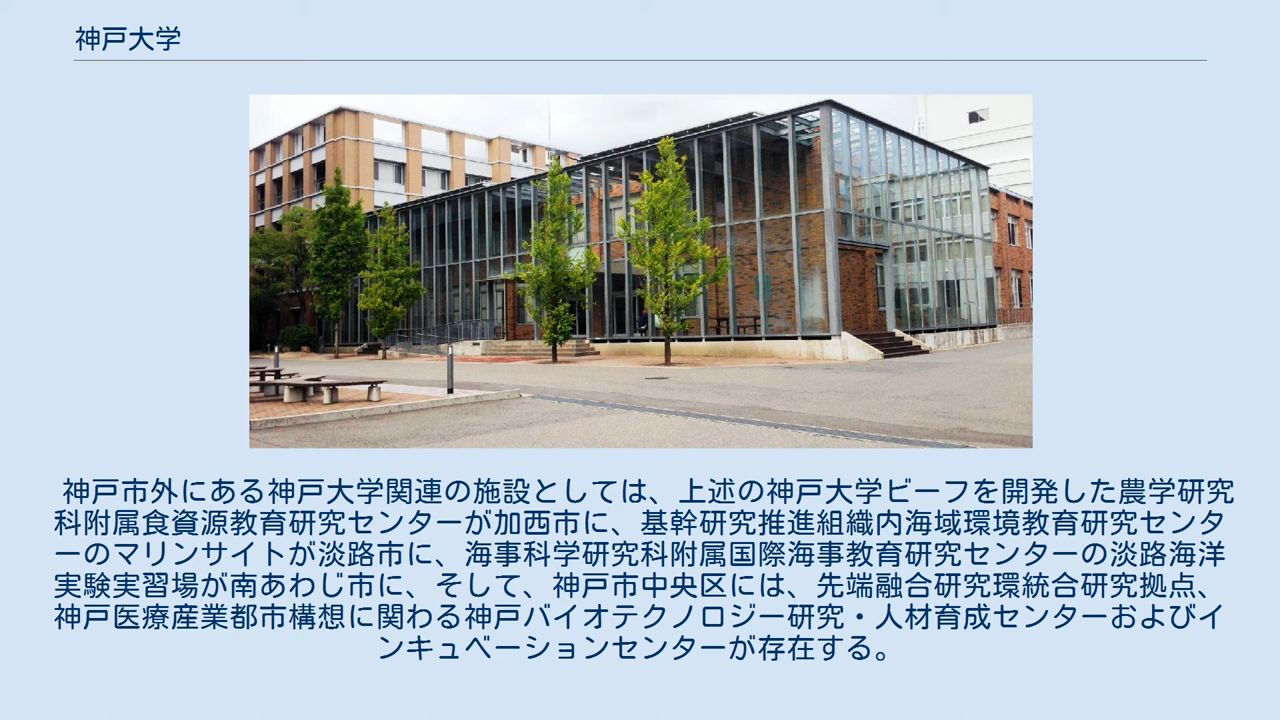 神戸大学
神戸市外にある神戸大学関連の施設としては、上述の神戸大学ビーフを開発した農学研究
科附属食資源教育研究センターが加西市に、基幹研究推進組織内海域環境教育研究センタ
ーのマリンサイトが淡路市に、海事科学研究科附属国際海事教育研究センターの淡路海洋
実験実習場が南あわじ市に、そして、神戸市中央区には、先端融合研究環統合研究拠点、
神戸医療産業都市構想に関わる神戸バイオテクノロジー研究・人材育成センターおよびイ
ンキュベーションセンターが存在する。